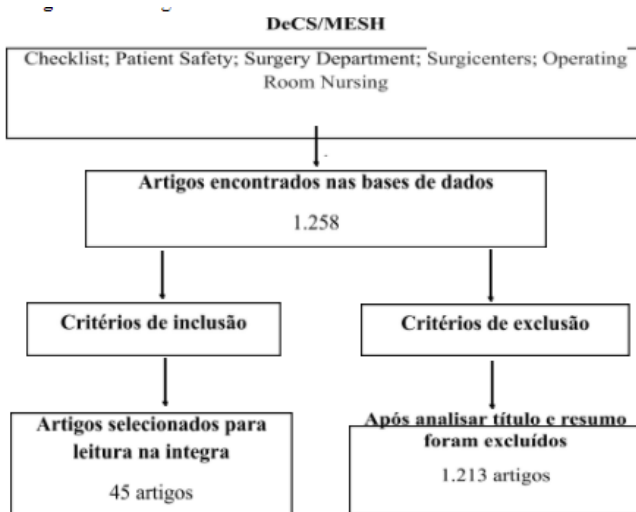 DeCS/MESH
Checklist; Patient Safety; Surgery Department; Surgicenters; Operating
Room Nursing
Artigos encontrados nas bases de dados
1.258
Critérios de inclusão
Critérios de exclusão
Artigos selecionados para
leitura na integra
45 artigos
Após analisar título e resumo
foram excluídos
1.213 artigos